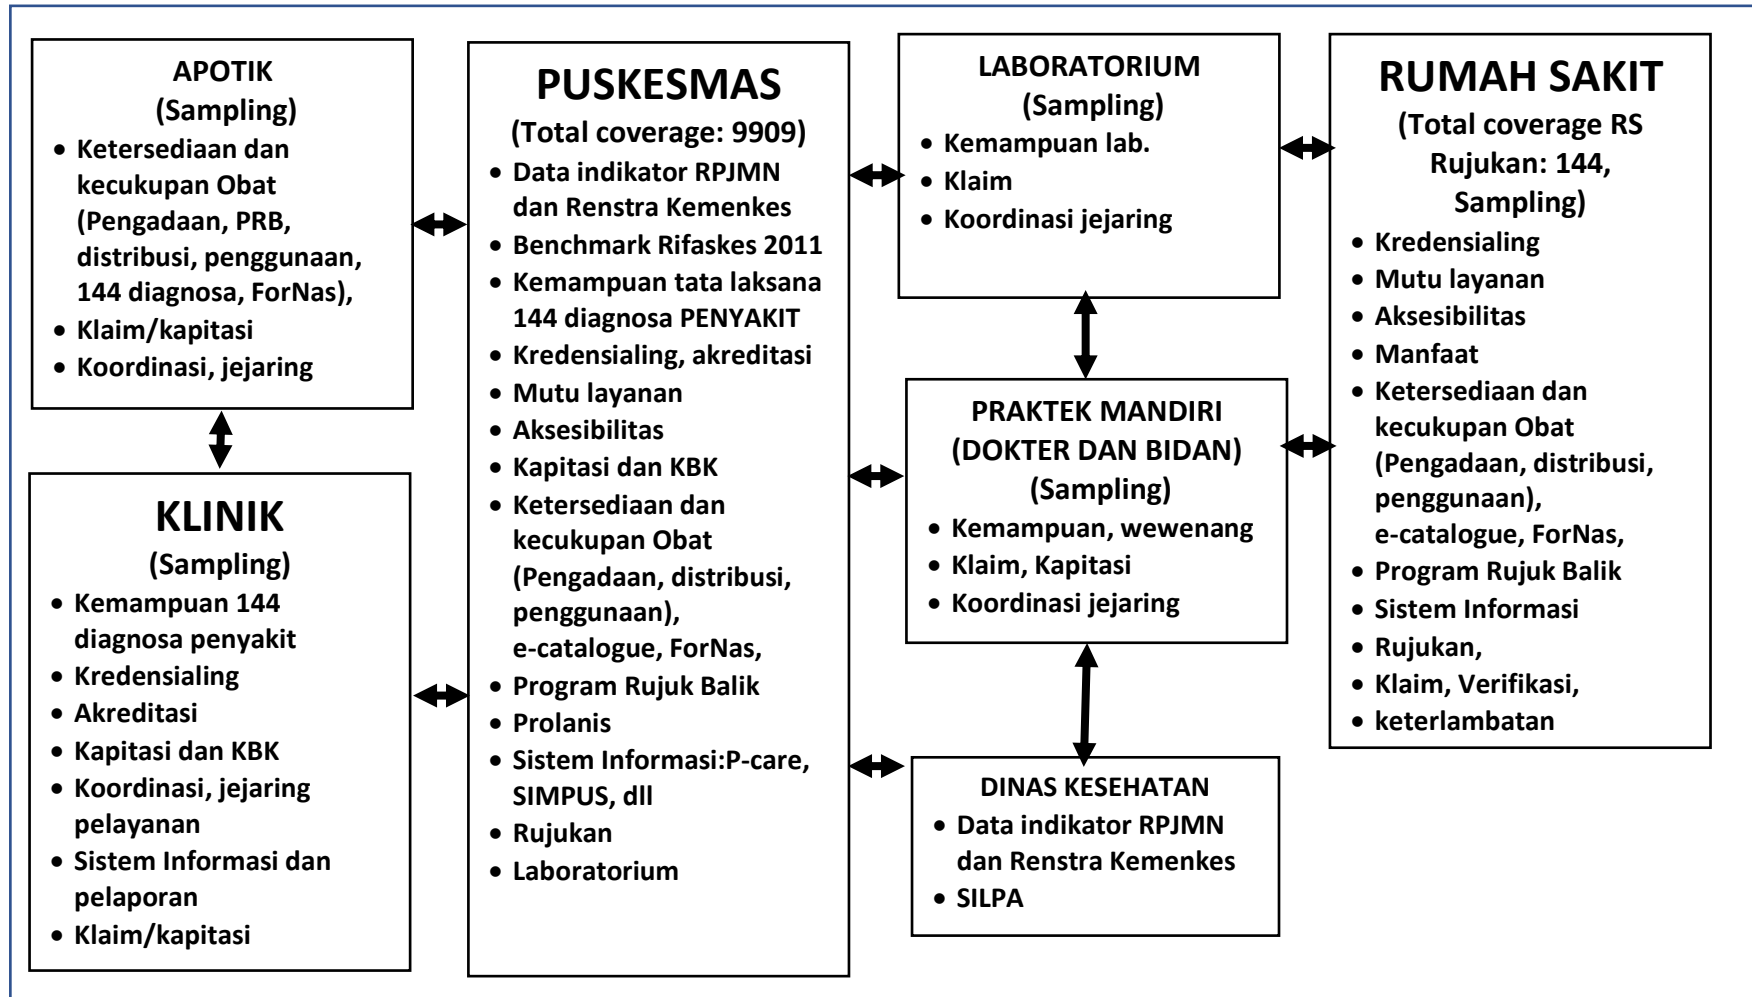 APOTIK
(Sampling)
• Ketersediaan dan
kecukupan Obat
(Pengadaan, PRB,
distribusi, penggunaan,
144 diagnosa, ForNas),
• Klaim/kapitasi
• Koordinasi, jejaring
KLINIK
(Sampling)
• Kemampuan 144
diagnosa penyakit
• Kredensialing
• Akreditasi
• Kapitasi dan KBK
• Koordinasi, jejaring
pelayanan
• Sistem Informasi dan
pelaporan
• Klaim/kapitasi
PUSKESMAS
(Total coverage: 9909)
• Data indikator RPJMN
dan Renstra Kemenkes
• Benchmark Rifaskes 2011
• Kemampuan tata laksana
144 diagnosa PENYAKIT
• Kredensialing, akreditasi
• Mutu layanan
• Aksesibilitas
• Kapitasi dan KBK
• Ketersediaan dan
kecukupan Obat
(Pengadaan, distribusi,
penggunaan),
e-catalogue, ForNas,
• Program Rujuk Balik
• Prolanis
• Sistem Informasi:P-care,
SIMPUS, dll
• Rujukan
• Laboratorium
LABORATORIUM
(Sampling)
• Kemampuan lab.
• Klaim
• Koordinasi jejaring
PRAKTEK MANDIRI
(DOKTER DAN BIDAN)
(Sampling)
• Kemampuan, wewenang
• Klaim, Kapitasi
• Koordinasi jejaring
DINAS KESEHATAN
• Data indikator RPJMN
dan Renstra Kemenkes
• SILPA
RUMAH SAKIT
(Total coverage RS
Rujukan: 144,
Sampling)
• Kredensialing
• Mutu layanan
• Aksesibilitas
• Manfaat
• Ketersediaan dan
kecukupan Obat
(Pengadaan, distribusi,
penggunaan),
e-catalogue, ForNas,
• Program Rujuk Balik
• Sistem Informasi
• Rujukan,
• Klaim, Verifikasi,
• keterlambatan